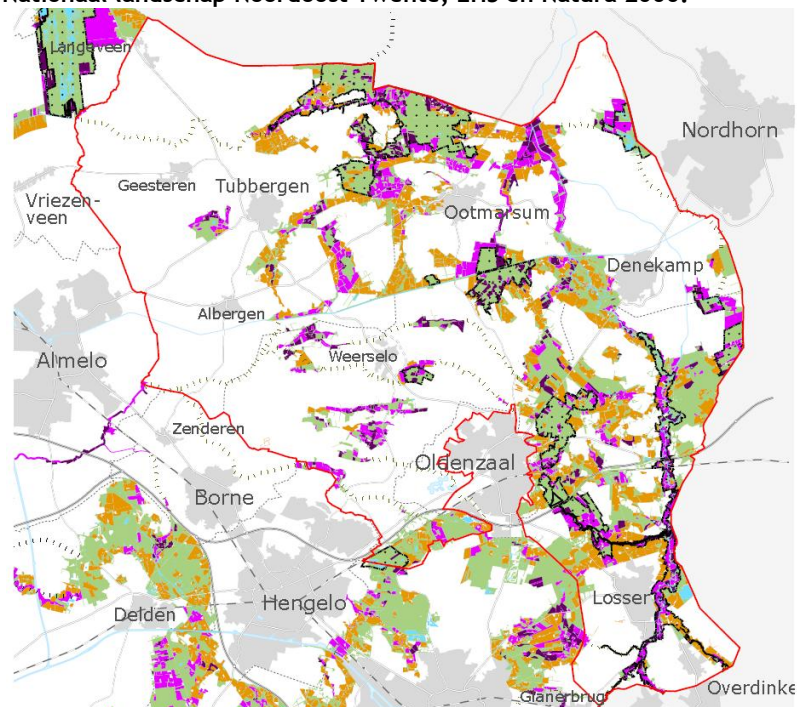 Nationaal landschap Noordoost Twente, EHS en Natura 2000.
Langeveen
Nordhorn
Geesteren
Tubbergen
Vriezen-
veen
Ootmarsum
Denekamp
Albergen
Almelo
Weerselo
Zenderen
Oldenzaal
Borne
Hengelo
Losser
Delden
Glanerbrug
Overdinke